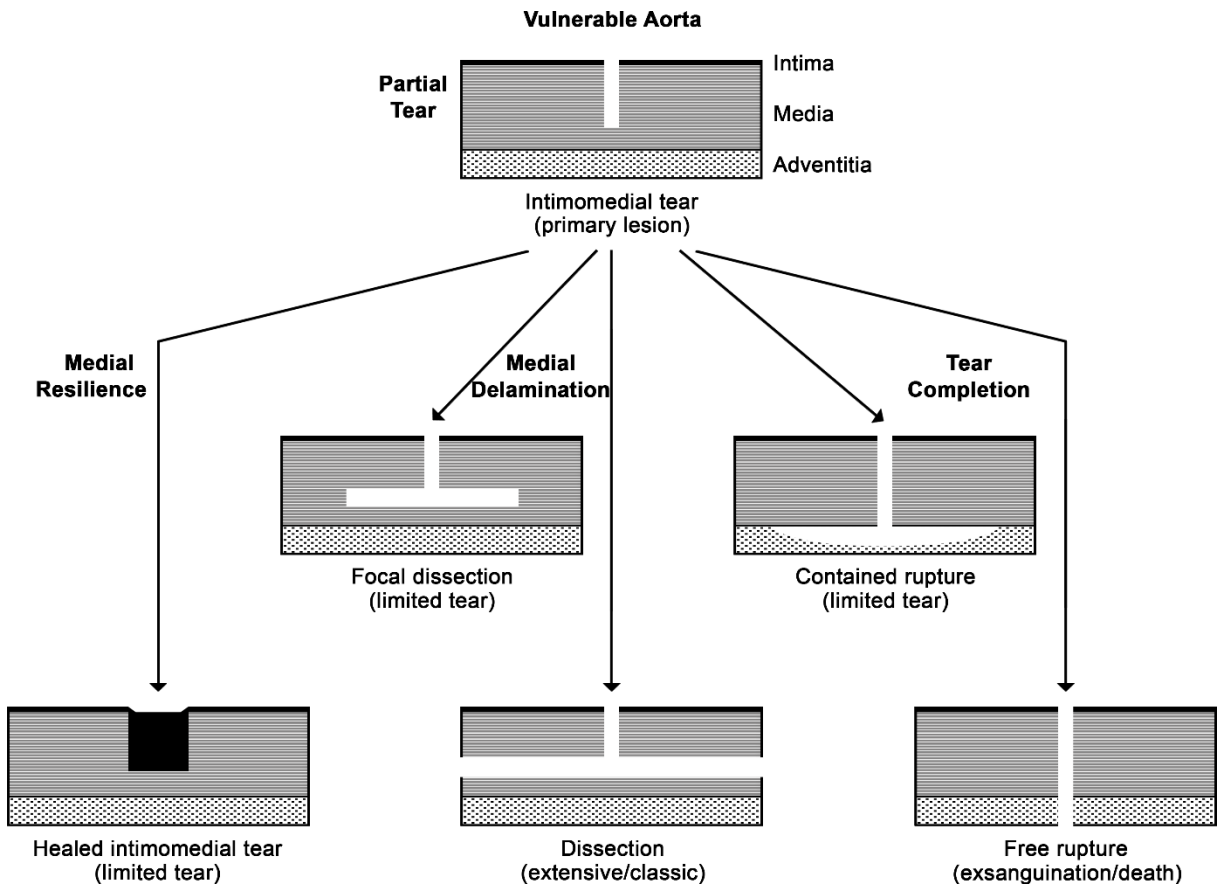 Vulnerable Aorta
Partial
Tear
Intima
Media
Adventitia
Intimomedial tear
(primary lesion)
Medial
Resilience
Medial
Delamination
Tear
Completion
Focal dissection
(limited tear)
Contained rupture
(limited tear)
Healed intimomedial tear
(limited tear)
Dissection
(extensive/classic)
Free rupture
(exsanguination/death)